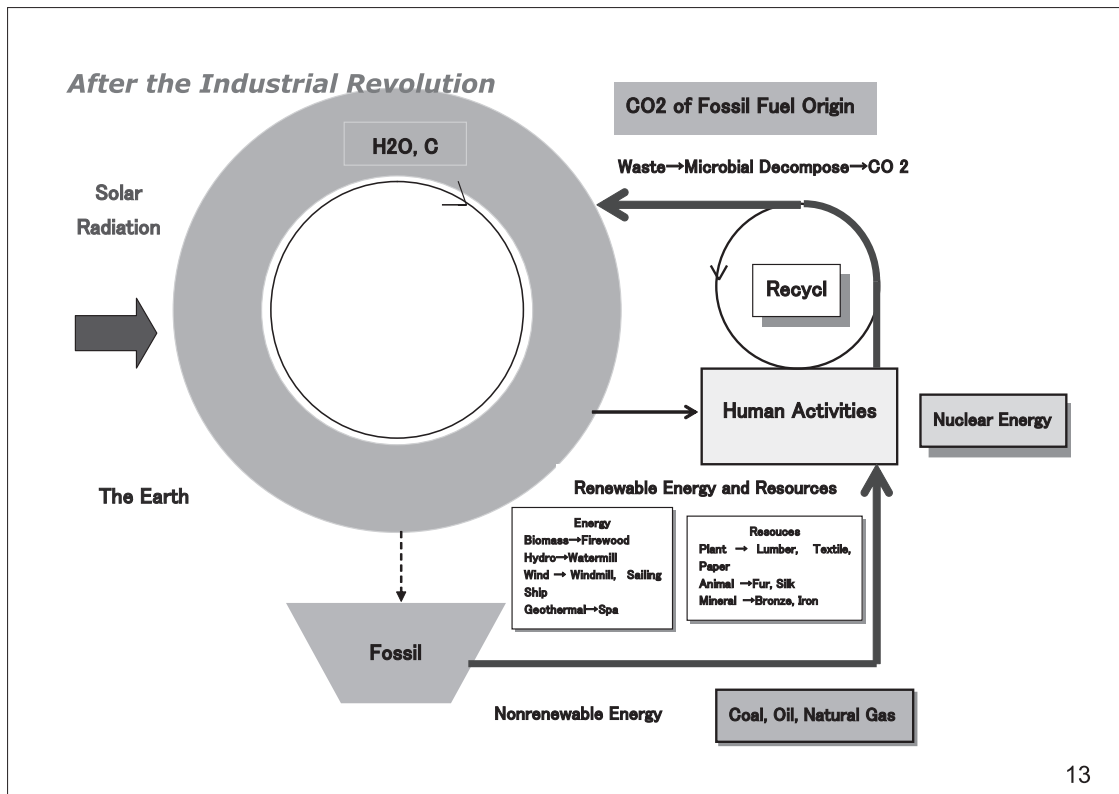 After the Industrial Revolution
CO2 of Fossil Fuel Origin
H2O, C
Waste→Microbial Decompose→CO 2
Solar
Radiation
Recycl
Human Activities
Nuclear Energy
The Earth
Renewable Energy and Resources
Energy
Biomass→Firewood
Hydro→Watermill
Wind → Windmill, Sailing
Ship
Geothermal→Spa
Resouces
Plant → Lumber, Textile,
Paper
Animal →Fur, Silk
Mineral →Bronze, Iron
Fossil
Nonrenewable Energy
Coal, Oil, Natural Gas
13